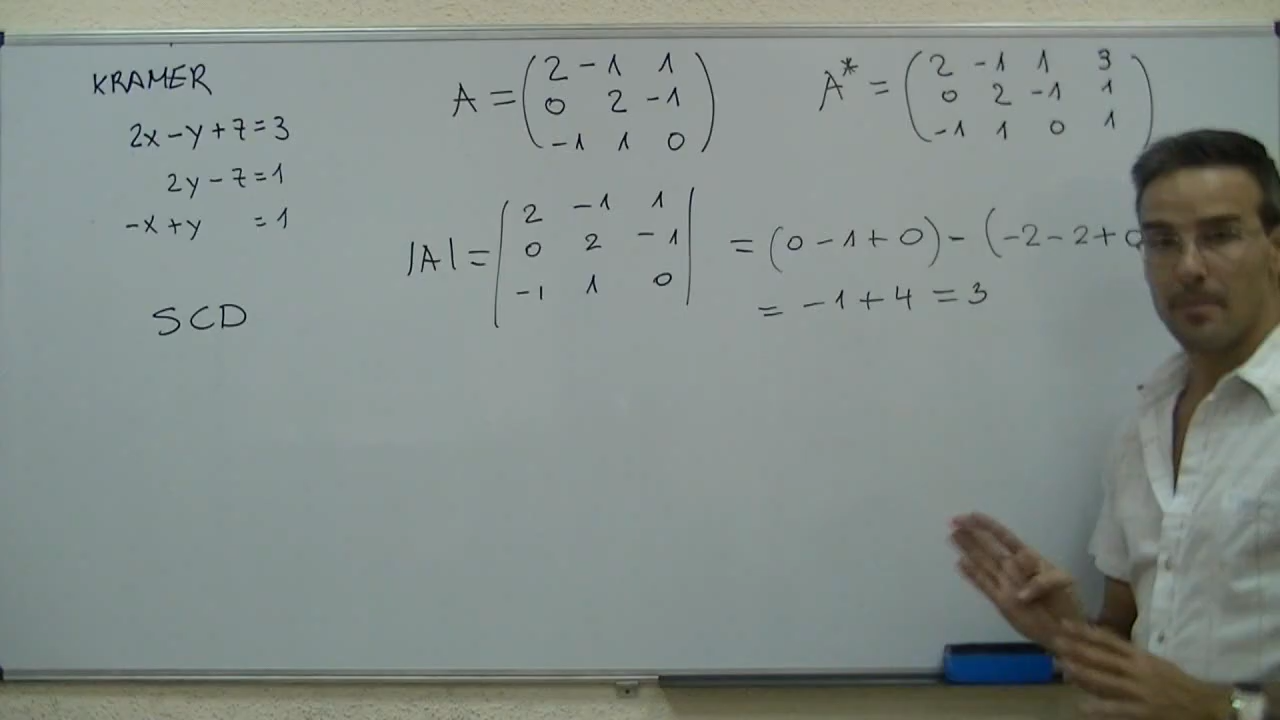 KRAMER
2x - y + z = 3
2y - z = 1
-x + y = 1
SCD
A = ( 2 -1 1
0 2 -1
-1 1 0 )
A* = ( 2 -1 1 3
0 2 -1 1
-1 1 0 1 )
|A| = | 2 -1 1
0 2 -1
-1 1 0 |
= (0 - 1 + 0) - (-2 - 2 + 0
= -1 + 4 = 3